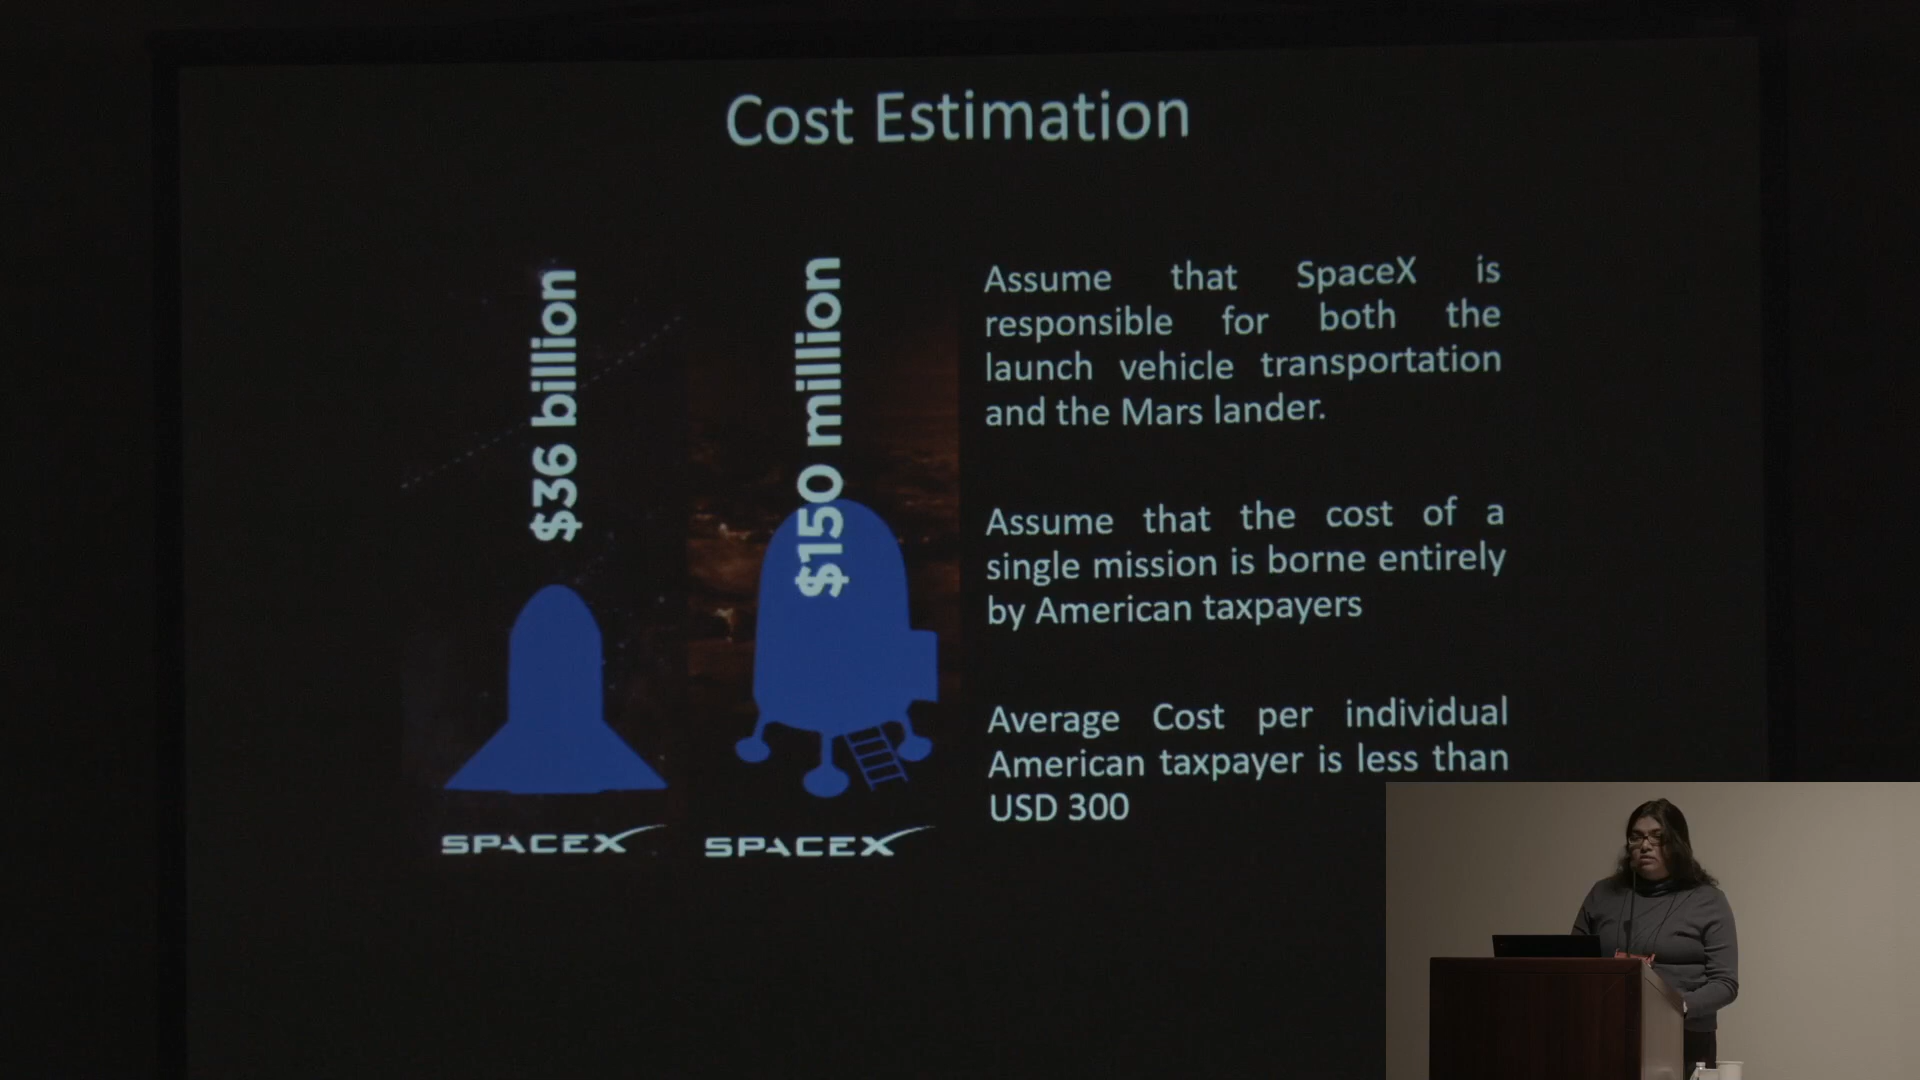 Cost Estimation
$36 billion
$150 million
SPACEX
SPACEX
Assume that SpaceX is
responsible for both the
launch vehicle transportation
and the Mars lander.
Assume that the cost of a
single mission is borne entirely
by American taxpayers
Average Cost per individual
American taxpayer is less than
USD 300